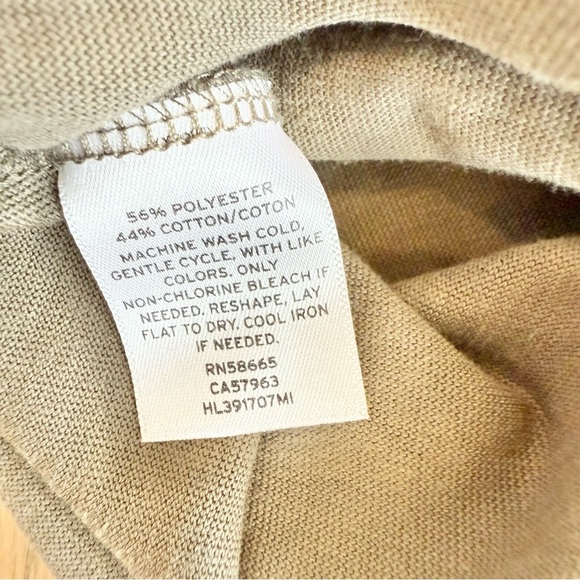 56% POLYESTER
44% COTTON/COTON
MACHINE WASH COLD,
GENTLE CYCLE, WITH LIKE
COLORS. ONLY
NON-CHLORINE BLEACH IF
NEEDED. RESHAPE, LAY
FLAT TO DRY. COOL IRON
IF NEEDED.
RN58665
CA57963
HL391707MI